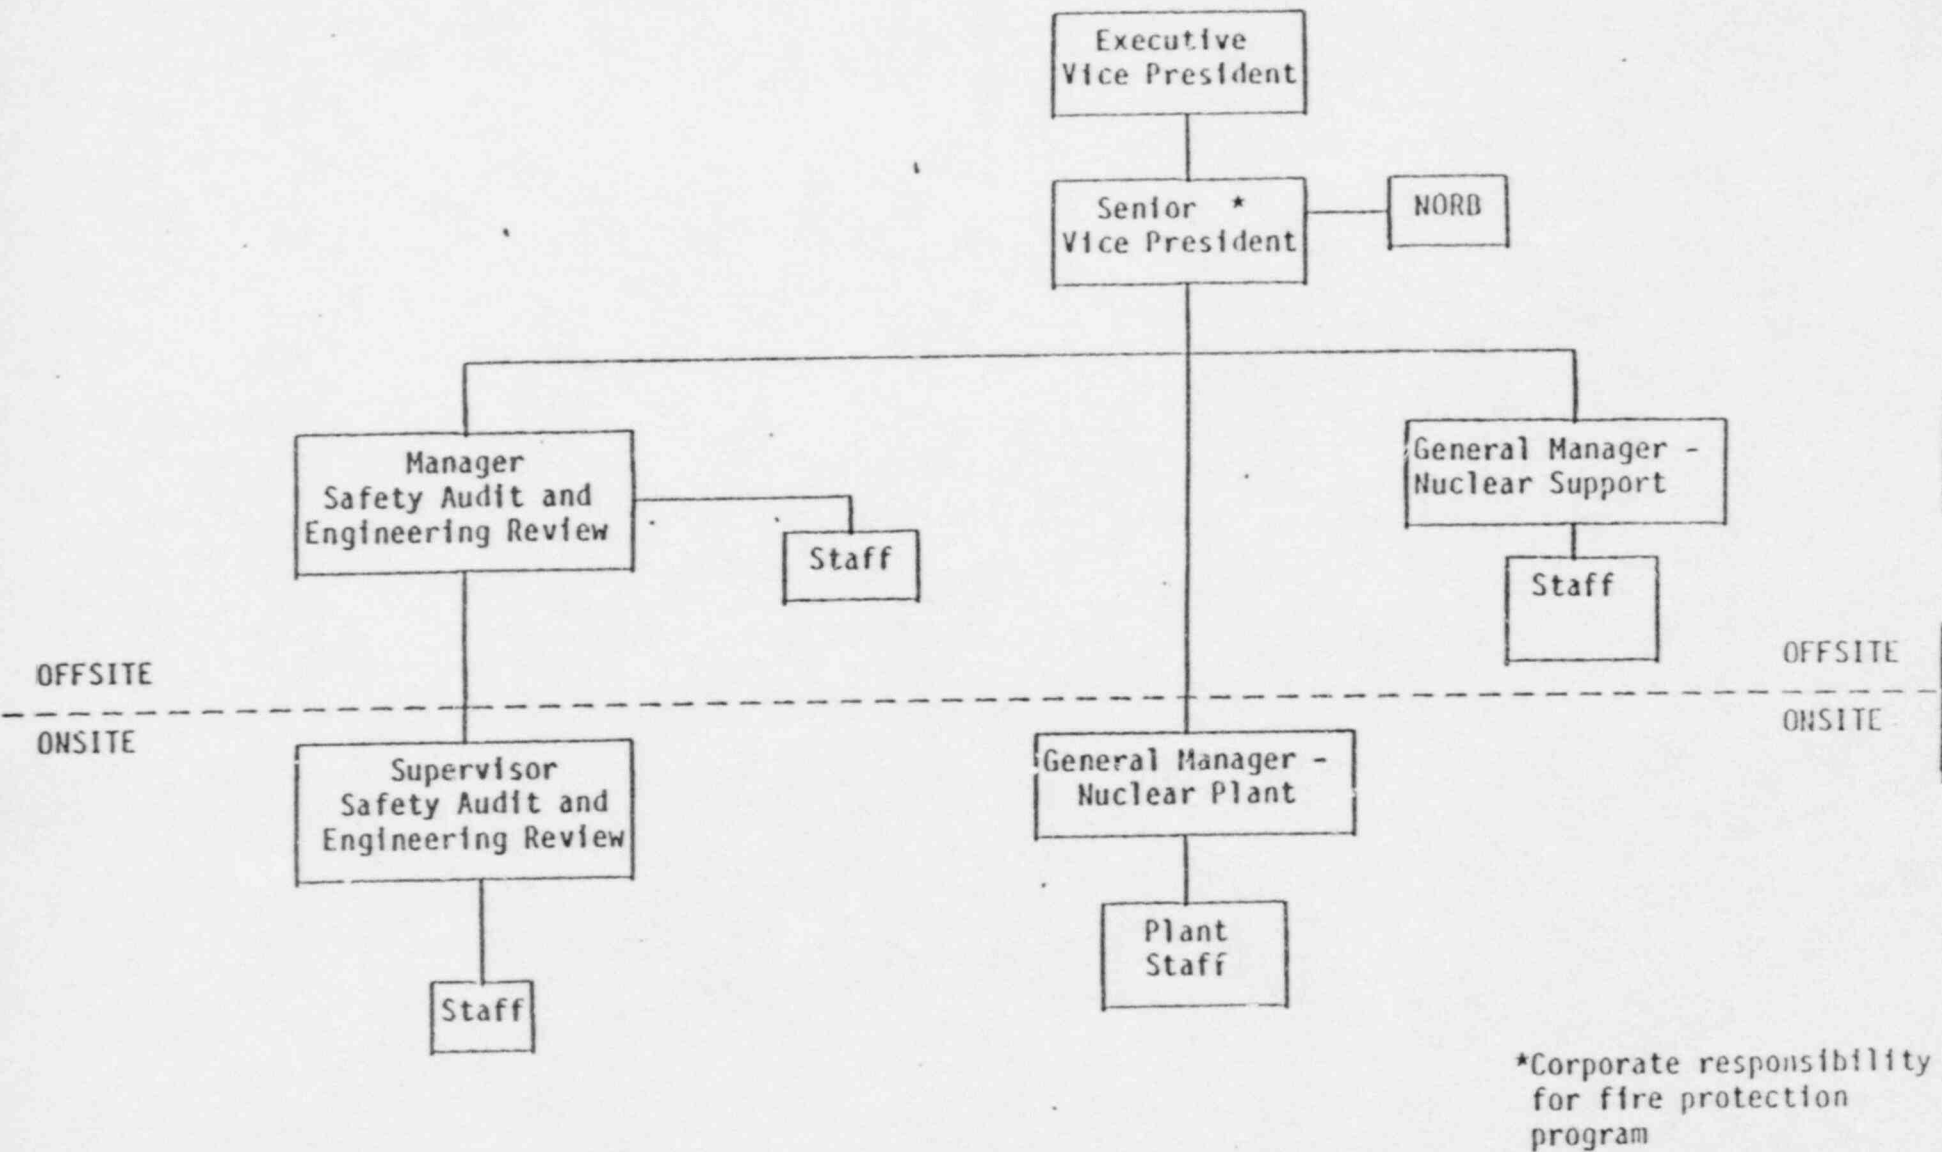 Executive
Vice President
Senior *
Vice President
NORB
Manager
Safety Audit and
Engineering Review
Staff
General Manager -
Nuclear Support
Staff
OFFSITE
OFFSITE
ONSITE
ONSITE
Supervisor
Safety Audit and
Engineering Review
Staff
General Manager -
Nuclear Plant
Plant
Staff
*Corporate responsibility
for fire protection
program